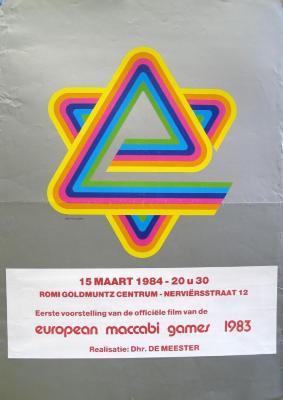 15 MAART 1984 - 20 u 30
ROMI GOLDMUNTZ CENTRUM - NERVIËRSSTRAAT 12
Eerste voorstelling van de officiële film van de
european maccabi games 1983
Realisatie: Dhr. DE MEESTER